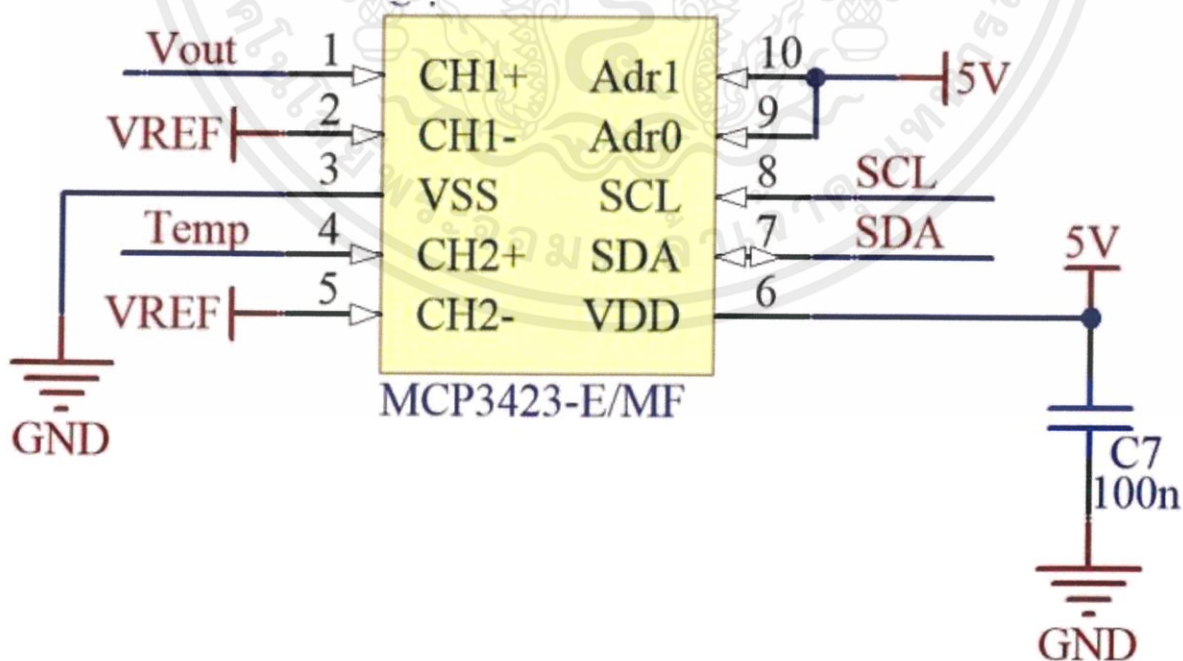 Vout 1 CH1+ Adr1 10 5V
VREF 2 CH1- Adr0 9
3 VSS SCL 8 SCL
Temp 4 CH2+ SDA 7 SDA
VREF 5 CH2- VDD 6 5V
MCP3423-E/MF
GND
C7
100n
GND